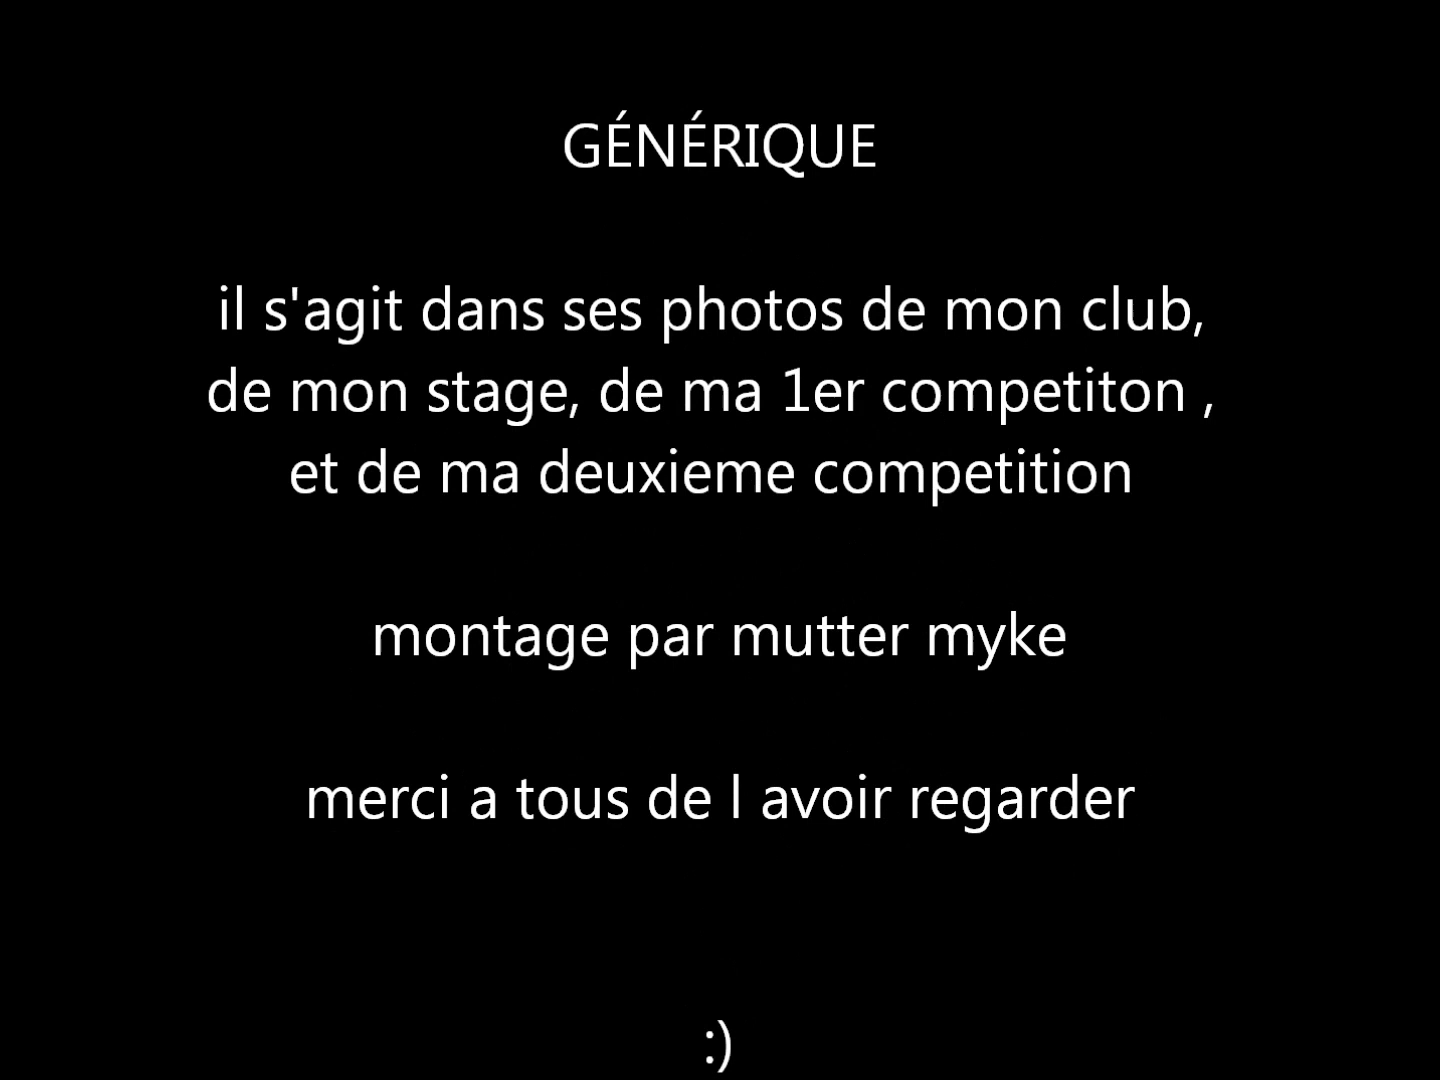 GÉNÉRIQUE
il s'agit dans ses photos de mon club,
de mon stage, de ma 1er competiton ,
et de ma deuxieme competition
montage par mutter myke
merci a tous de l avoir regarder
:)